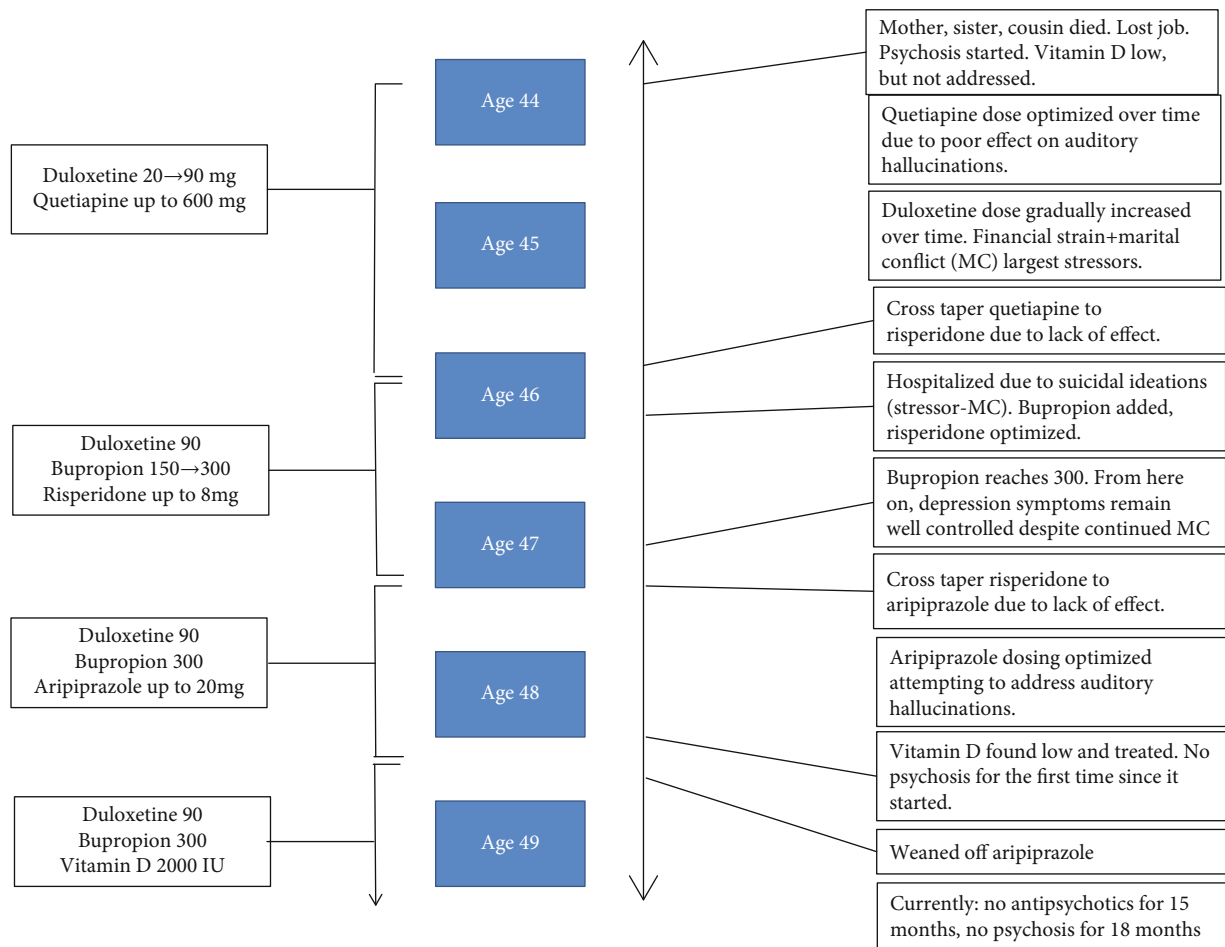 Duloxetine 20→90 mg
Quetiapine up to 600 mg
Duloxetine 90
Bupropion 150→300
Risperidone up to 8mg
Duloxetine 90
Bupropion 300
Aripiprazole up to 20mg
Duloxetine 90
Bupropion 300
Vitamin D 2000 IU
Age 44
Age 45
Age 46
Age 47
Age 48
Age 49
Mother, sister, cousin died. Lost job.
Psychosis started. Vitamin D low,
but not addressed.
Quetiapine dose optimized over time
due to poor effect on auditory
hallucinations.
Duloxetine dose gradually increased
over time. Financial strain+marital
conflict (MC) largest stressors.
Cross taper quetiapine to
risperidone due to lack of effect.
Hospitalized due to suicidal ideations
(stressor-MC). Bupropion added,
risperidone optimized.
Bupropion reaches 300. From here
on, depression symptoms remain
well controlled despite continued MC
Cross taper risperidone to
aripiprazole due to lack of effect.
Aripiprazole dosing optimized
attempting to address auditory
hallucinations.
Vitamin D found low and treated. No
psychosis for the first time since it
started.
Weaned off aripiprazole
Currently: no antipsychotics for 15
months, no psychosis for 18 months